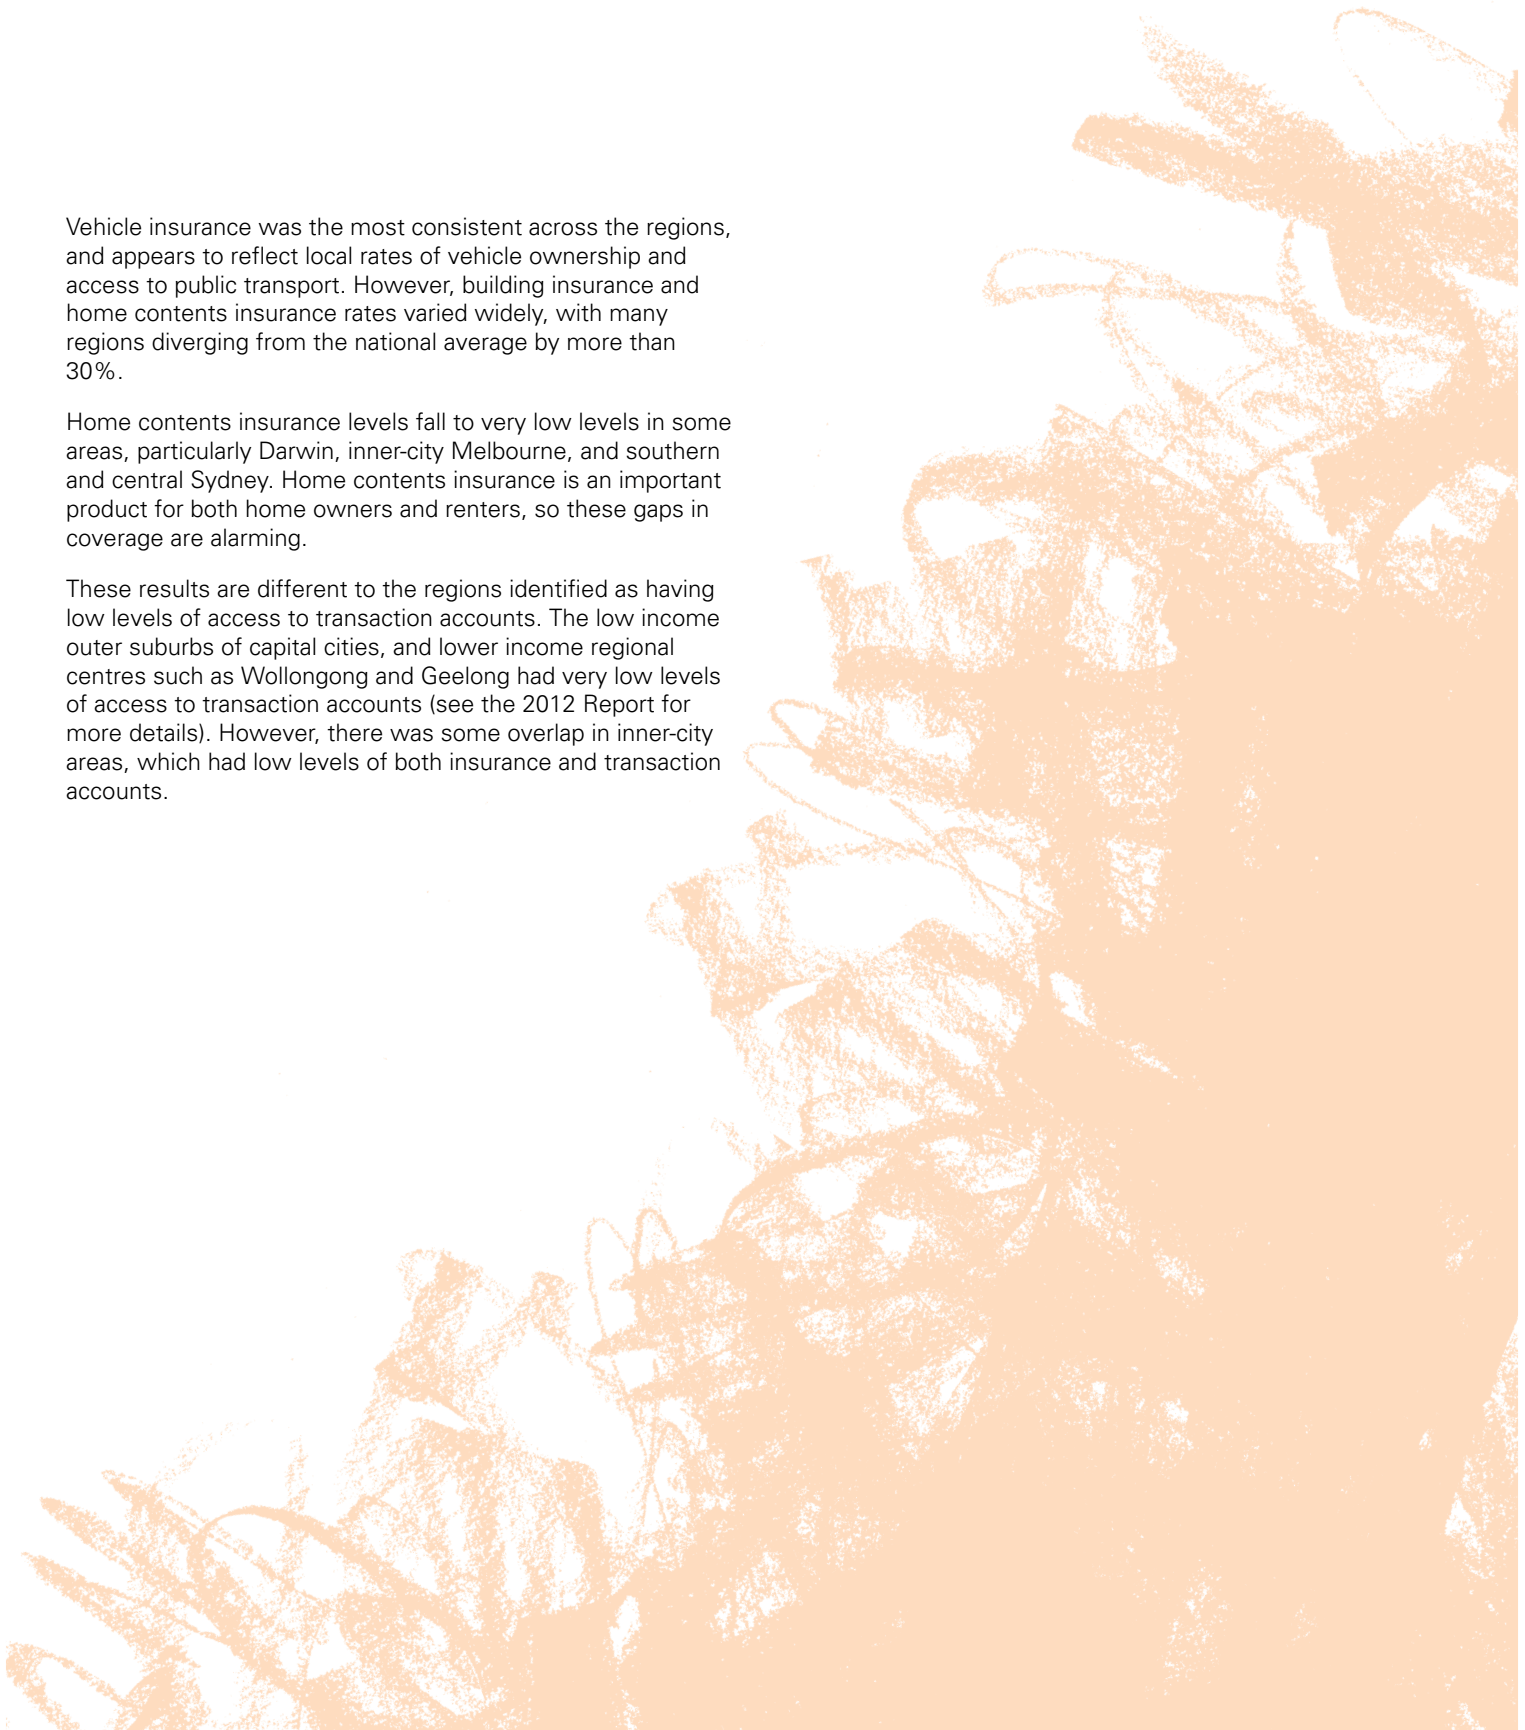 Vehicle insurance was the most consistent across the regions,
and appears to reflect local rates of vehicle ownership and
access to public transport. However, building insurance and
home contents insurance rates varied widely, with many
regions diverging from the national average by more than
30%.
Home contents insurance levels fall to very low levels in some
areas, particularly Darwin, inner-city Melbourne, and southern
and central Sydney. Home contents insurance is an important
product for both home owners and renters, so these gaps in
coverage are alarming.
These results are different to the regions identified as having
low levels of access to transaction accounts. The low income
outer suburbs of capital cities, and lower income regional
centres such as Wollongong and Geelong had very low levels
of access to transaction accounts (see the 2012 Report for
more details). However, there was some overlap in inner-city
areas, which had low levels of both insurance and transaction
accounts.